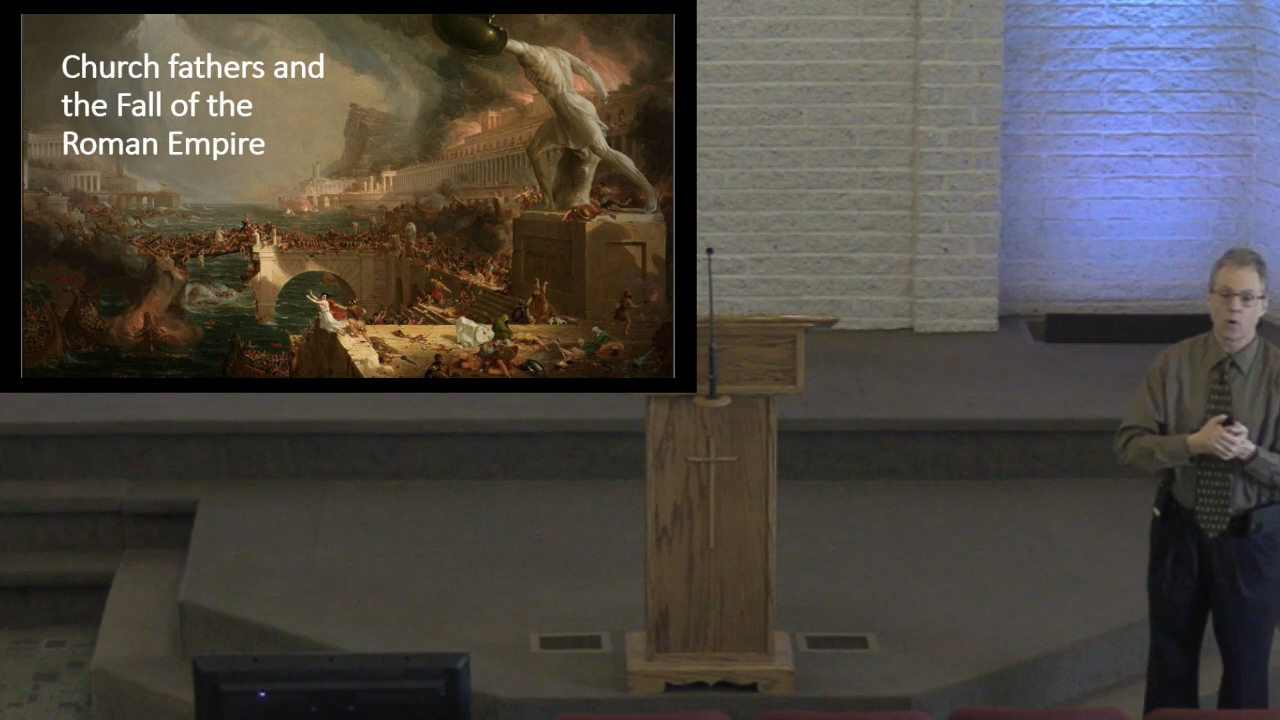 Church fathers and
the Fall of the
Roman Empire